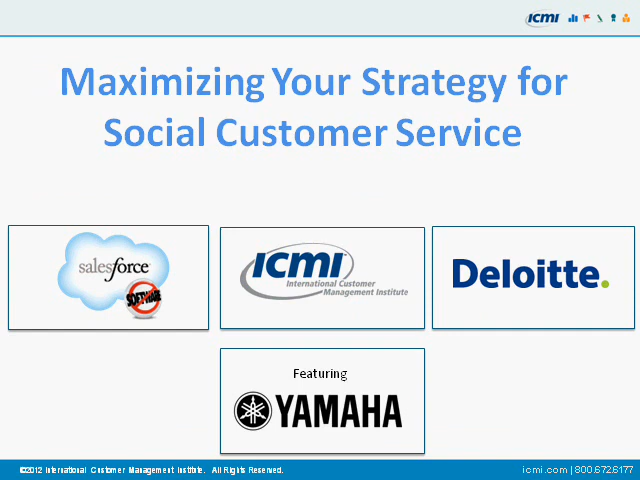 ICMI
Maximizing Your Strategy for
Social Customer Service
salesforce
SOFTWARE
ICMI
International Customer
Management Institute
Deloitte.
Featuring
YAMAHA
©2012 International Customer Management Institute. All Rights Reserved.
icmi.com | 800.672.6177